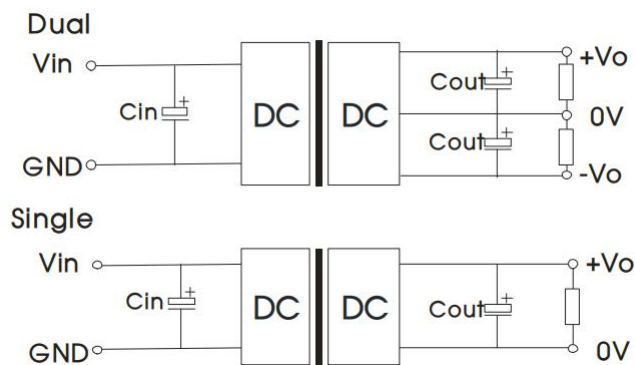 Dual
Vin
Cin
+
GND
DC
DC
Cout
+
Cout
+
+Vo
0V
-Vo
Single
Vin
Cin
+
GND
DC
DC
Cout
+
+Vo
0V